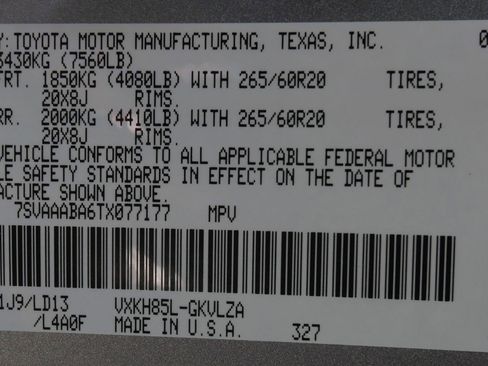 Y: TOYOTA MOTOR MANUFACTURING, TEXAS, INC. 0
3430KG (7560LB)
FRT. 1850KG (4080LB) WITH 265/60R20 TIRES,
20X8J RIMS.
RR. 2000KG (4410LB) WITH 265/60R20 TIRES,
20X8J RIMS.
VEHICLE CONFORMS TO ALL APPLICABLE FEDERAL MOTOR
LE SAFETY STANDARDS IN EFFECT ON THE DATE OF
ACTURE SHOWN ABOVE.
7SVAAABA6TX077177 MPV
1J9/LD13 VXKH85L-GKVLZA
/L4A0F MADE IN U.S.A. 327